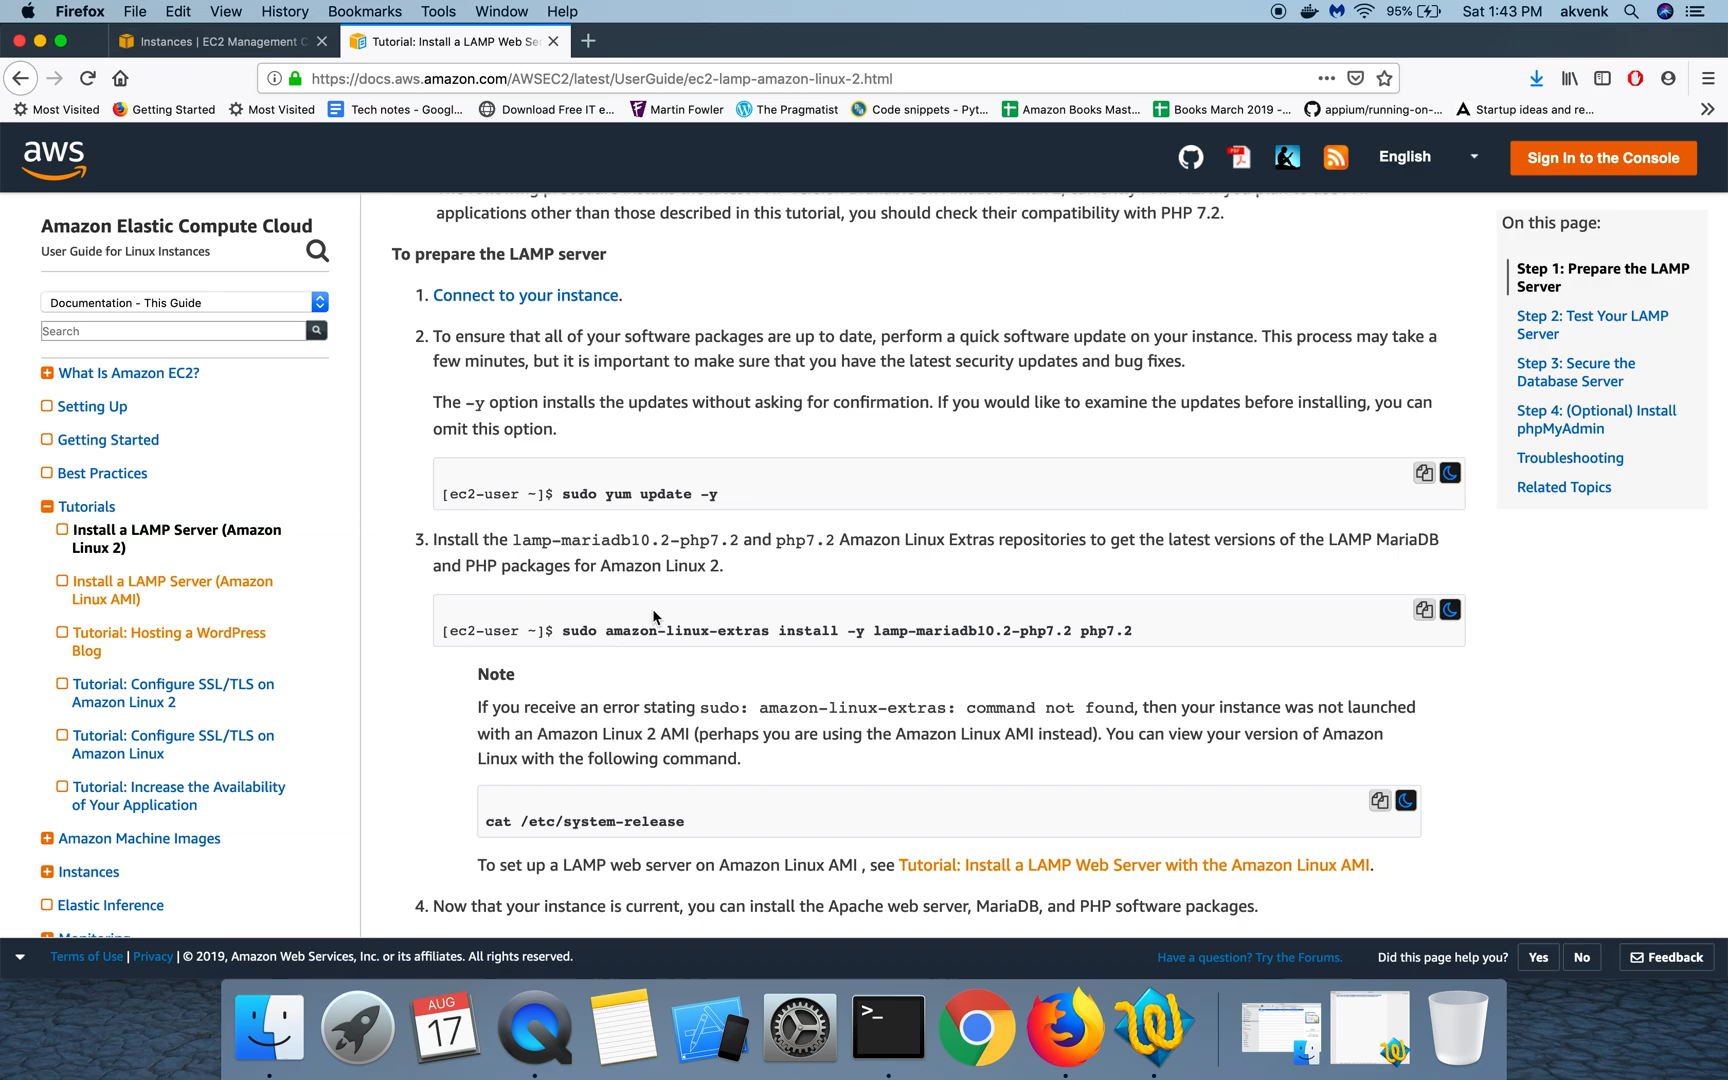 Firefox File Edit View History Bookmarks Tools Window Help 95% Sat 1:43 PM akvenk
Instances | EC2 Management C
Tutorial: Install a LAMP Web Se
https://docs.aws.amazon.com/AWSEC2/latest/UserGuide/ec2-lamp-amazon-linux-2.html
Most Visited Getting Started Most Visited Tech notes - Googl... Download Free IT e... Martin Fowler The Pragmatist Code snippets - Pyt... Amazon Books Mast... Books March 2019 -... appium/running-on-... Startup ideas and re...
aws
PDF
English
Sign In to the Console
Amazon Elastic Compute Cloud
User Guide for Linux Instances
Documentation - This Guide
Search
What Is Amazon EC2?
Setting Up
Getting Started
Best Practices
Tutorials
Install a LAMP Server (Amazon
Linux 2)
Install a LAMP Server (Amazon
Linux AMI)
Tutorial: Hosting a WordPress
Blog
Tutorial: Configure SSL/TLS on
Amazon Linux 2
Tutorial: Configure SSL/TLS on
Amazon Linux
Tutorial: Increase the Availability
of Your Application
Amazon Machine Images
Instances
Elastic Inference
Monitoring
applications other than those described in this tutorial, you should check their compatibility with PHP 7.2.
To prepare the LAMP server
1. Connect to your instance.
2. To ensure that all of your software packages are up to date, perform a quick software update on your instance. This process may take a
few minutes, but it is important to make sure that you have the latest security updates and bug fixes.
The -y option installs the updates without asking for confirmation. If you would like to examine the updates before installing, you can
omit this option.
[ec2-user ~]$ sudo yum update -y
3. Install the lamp-mariadb10.2-php7.2 and php7.2 Amazon Linux Extras repositories to get the latest versions of the LAMP MariaDB
and PHP packages for Amazon Linux 2.
[ec2-user ~]$ sudo amazon-linux-extras install -y lamp-mariadb10.2-php7.2 php7.2
Note
If you receive an error stating sudo: amazon-linux-extras: command not found, then your instance was not launched
with an Amazon Linux 2 AMI (perhaps you are using the Amazon Linux AMI instead). You can view your version of Amazon
Linux with the following command.
cat /etc/system-release
To set up a LAMP web server on Amazon Linux AMI , see Tutorial: Install a LAMP Web Server with the Amazon Linux AMI.
4. Now that your instance is current, you can install the Apache web server, MariaDB, and PHP software packages.
On this page:
Step 1: Prepare the LAMP
Server
Step 2: Test Your LAMP
Server
Step 3: Secure the
Database Server
Step 4: (Optional) Install
phpMyAdmin
Troubleshooting
Related Topics
Terms of Use | Privacy | © 2019, Amazon Web Services, Inc. or its affiliates. All rights reserved.
Have a question? Try the Forums.
Did this page help you?
Yes
No
Feedback
AUG
17
>_